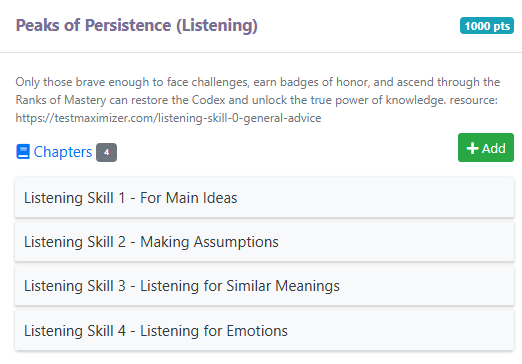 Peaks of Persistence (Listening)
1000 pts
Only those brave enough to face challenges, earn badges of honor, and ascend through the
Ranks of Mastery can restore the Codex and unlock the true power of knowledge. resource:
https://testmaximizer.com/listening-skill-0-general-advice
Chapters 4
+ Add
Listening Skill 1 - For Main Ideas
Listening Skill 2 - Making Assumptions
Listening Skill 3 - Listening for Similar Meanings
Listening Skill 4 - Listening for Emotions